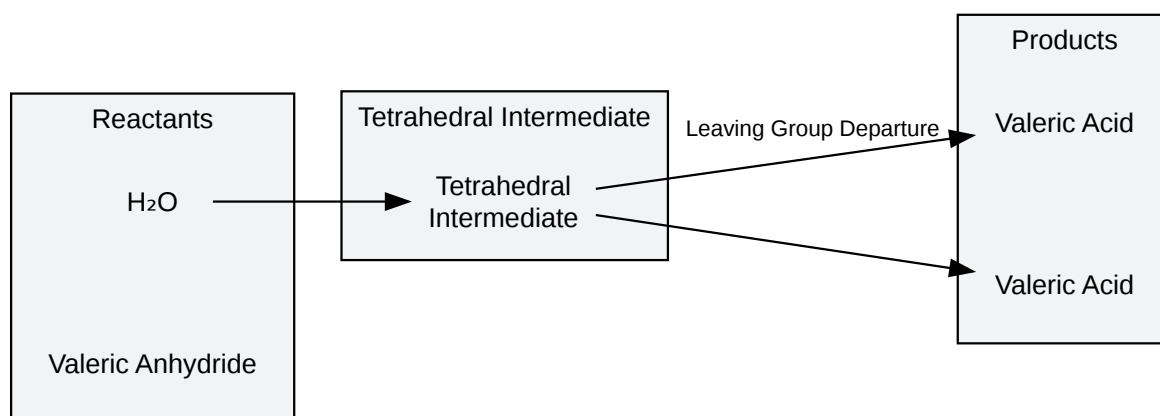 Reactants
H₂O
Valeric Anhydride
Tetrahedral Intermediate
Tetrahedral
Intermediate
Leaving Group Departure
Products
Valeric Acid
Valeric Acid